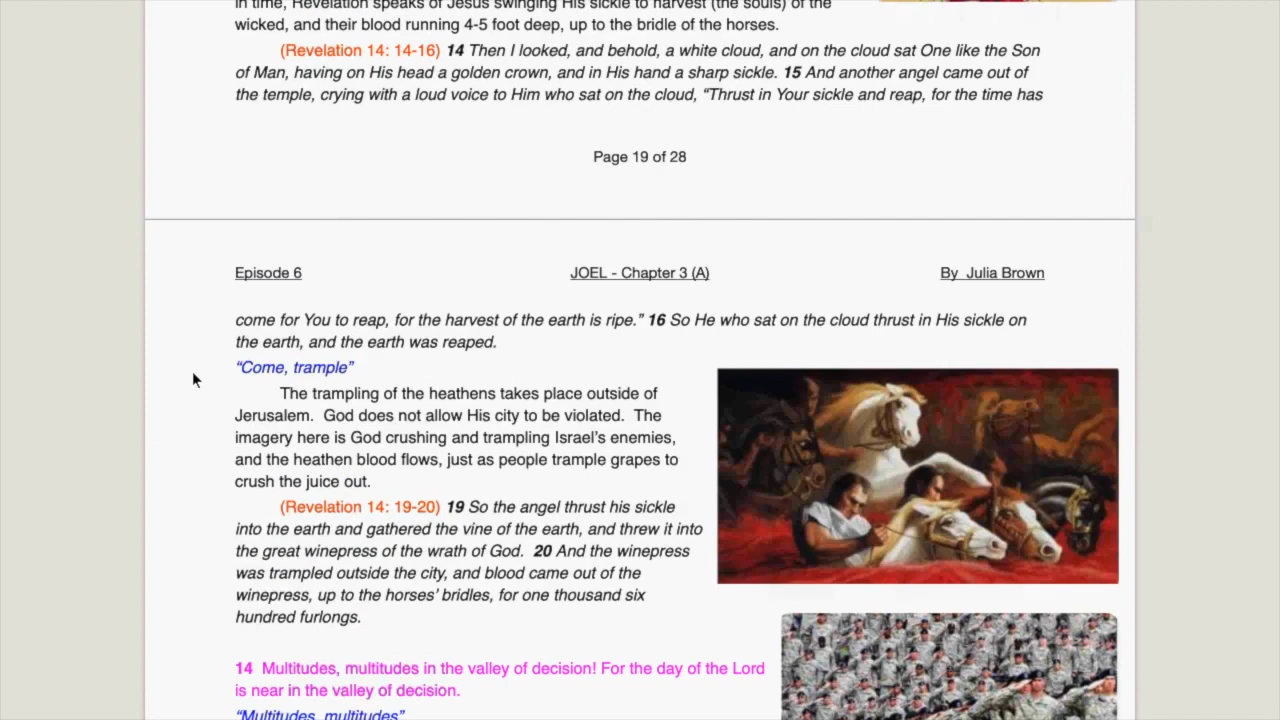 in time, Revelation speaks of Jesus swinging His sickle to harvest (the souls) of the
wicked, and their blood running 4-5 foot deep, up to the bridle of the horses.
(Revelation 14: 14-16) 14 Then I looked, and behold, a white cloud, and on the cloud sat One like the Son
of Man, having on His head a golden crown, and in His hand a sharp sickle. 15 And another angel came out of
the temple, crying with a loud voice to Him who sat on the cloud, “Thrust in Your sickle and reap, for the time has
Page 19 of 28
Episode 6 JOEL - Chapter 3 (A) By Julia Brown
come for You to reap, for the harvest of the earth is ripe.” 16 So He who sat on the cloud thrust in His sickle on
the earth, and the earth was reaped.
“Come, trample”
The trampling of the heathens takes place outside of
Jerusalem. God does not allow His city to be violated. The
imagery here is God crushing and trampling Israel’s enemies,
and the heathen blood flows, just as people trample grapes to
crush the juice out.
(Revelation 14: 19-20) 19 So the angel thrust his sickle
into the earth and gathered the vine of the earth, and threw it into
the great winepress of the wrath of God. 20 And the winepress
was trampled outside the city, and blood came out of the
winepress, up to the horses’ bridles, for one thousand six
hundred furlongs.
14 Multitudes, multitudes in the valley of decision! For the day of the Lord
is near in the valley of decision.
“Multitudes, multitudes”